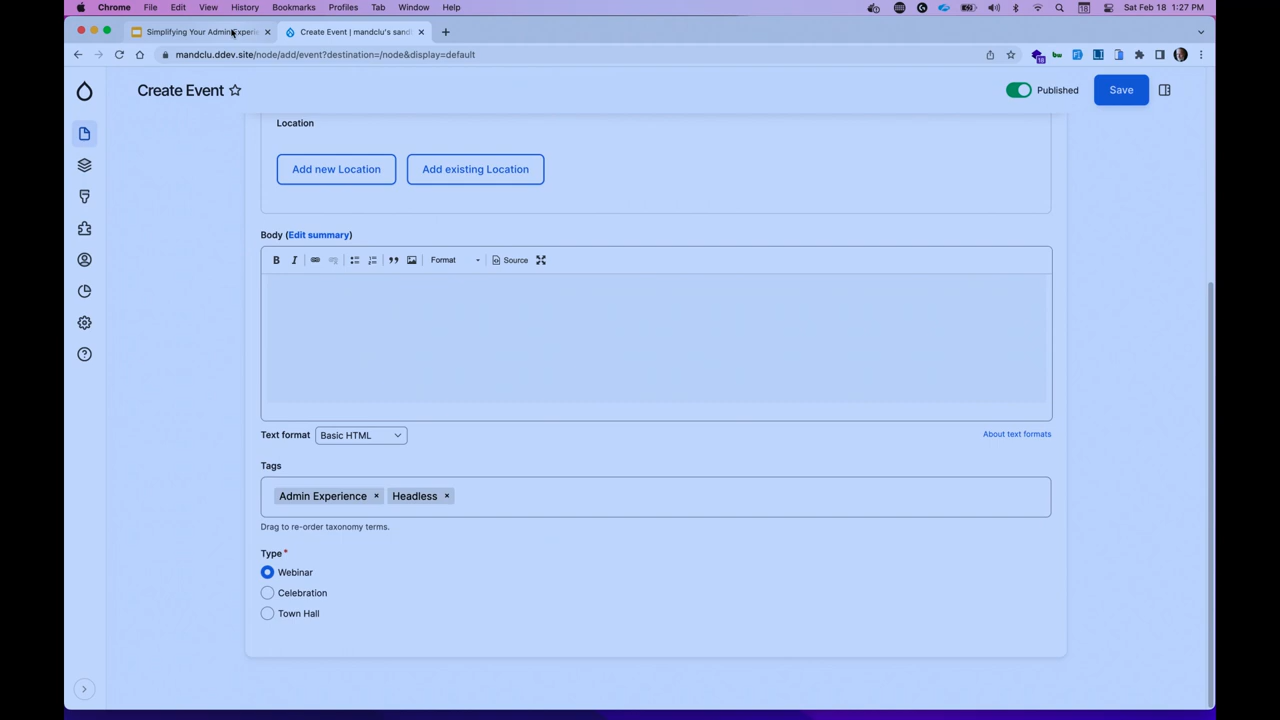 Chrome File Edit View History Bookmarks Profiles Tab Window Help 18 Sat Feb 18 1:27 PM
Simplifying Your Admin Experi × Create Event | mandclu's sand × +
mandclu.ddev.site/node/add/event?destination=/node&display=default 18
Create Event Published Save
Location
Add new Location Add existing Location
Body (Edit summary)
B I Format Source
Text format Basic HTML About text formats
Tags
Admin Experience × Headless ×
Drag to re-order taxonomy terms.
Type *
Webinar
Celebration
Town Hall